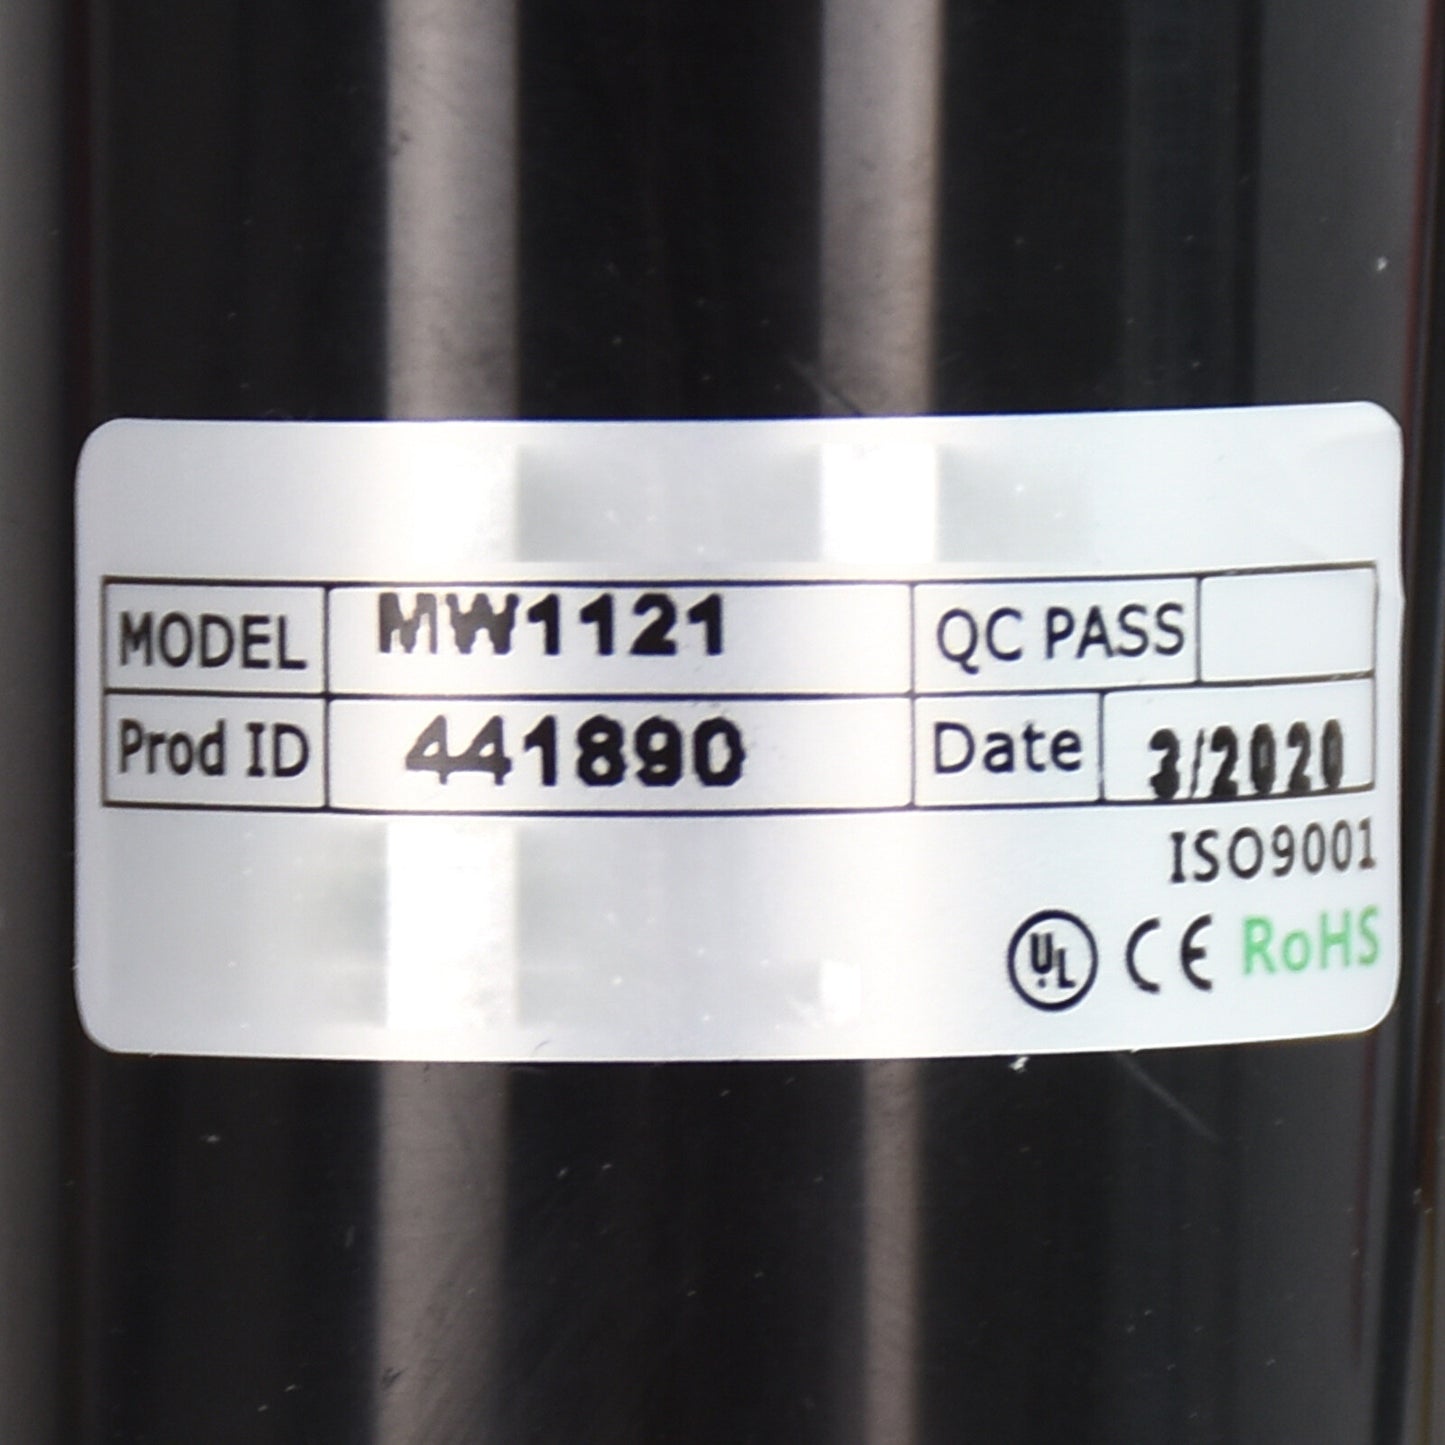 MODEL MW1121 QC PASS
Prod ID 441890 Date 3/2020
ISO9001
UL CE RoHS